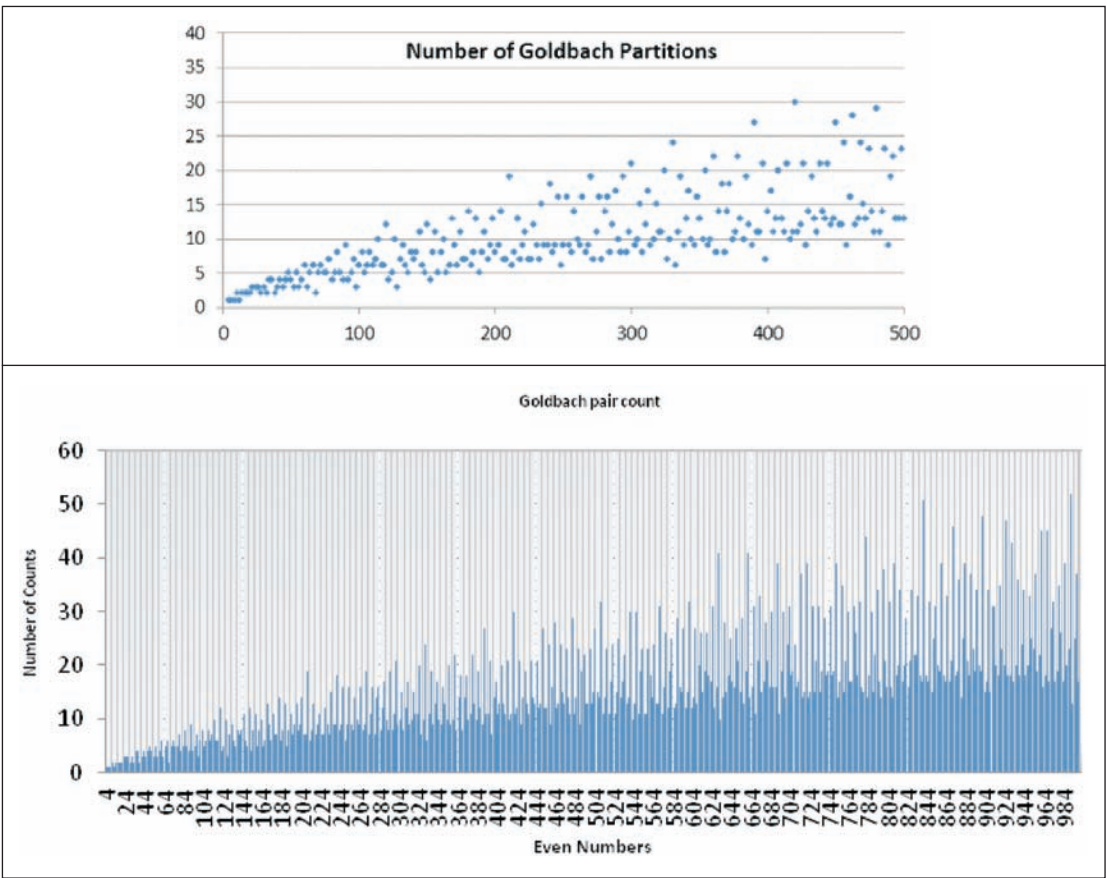 Number of Goldbach Partitions
40
35
30
25
20
15
10
5
0
0 100 200 300 400 500
Goldbach pair count
Number of Counts
60
50
40
30
20
10
0
4 24 44 64 84 104 124 144 164 184 204 224 244 264 284 304 324 344 364 384 404 424 444 464 484 504 524 544 564 584 604 624 644 664 684 704 724 744 764 784 804 824 844 864 884 904 924 944 964 984
Even Numbers